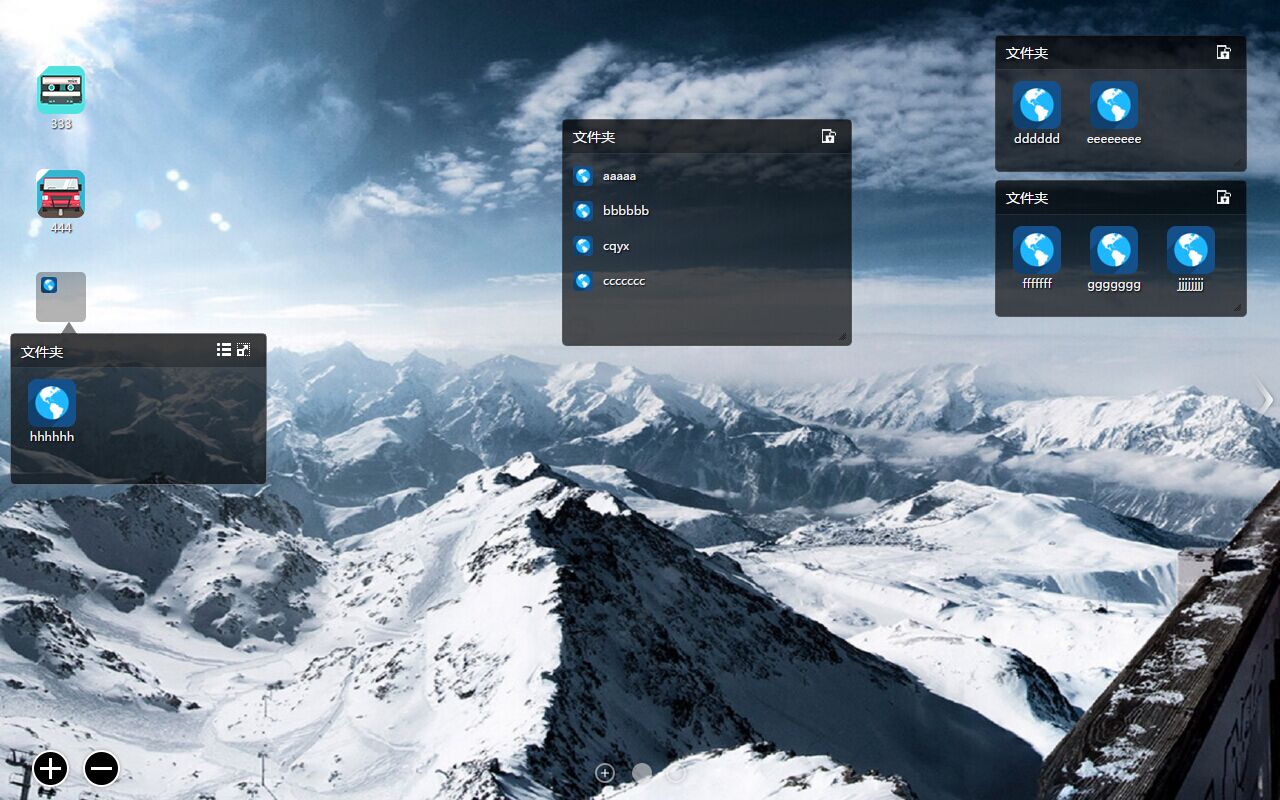 333
444
文件夹
hhhhhh
文件夹
aaaaa
bbbbbb
cqyx
ccccccc
文件夹
dddddd
eeeeeeee
文件夹
fffffff
ggggggg
jjjjjjjj